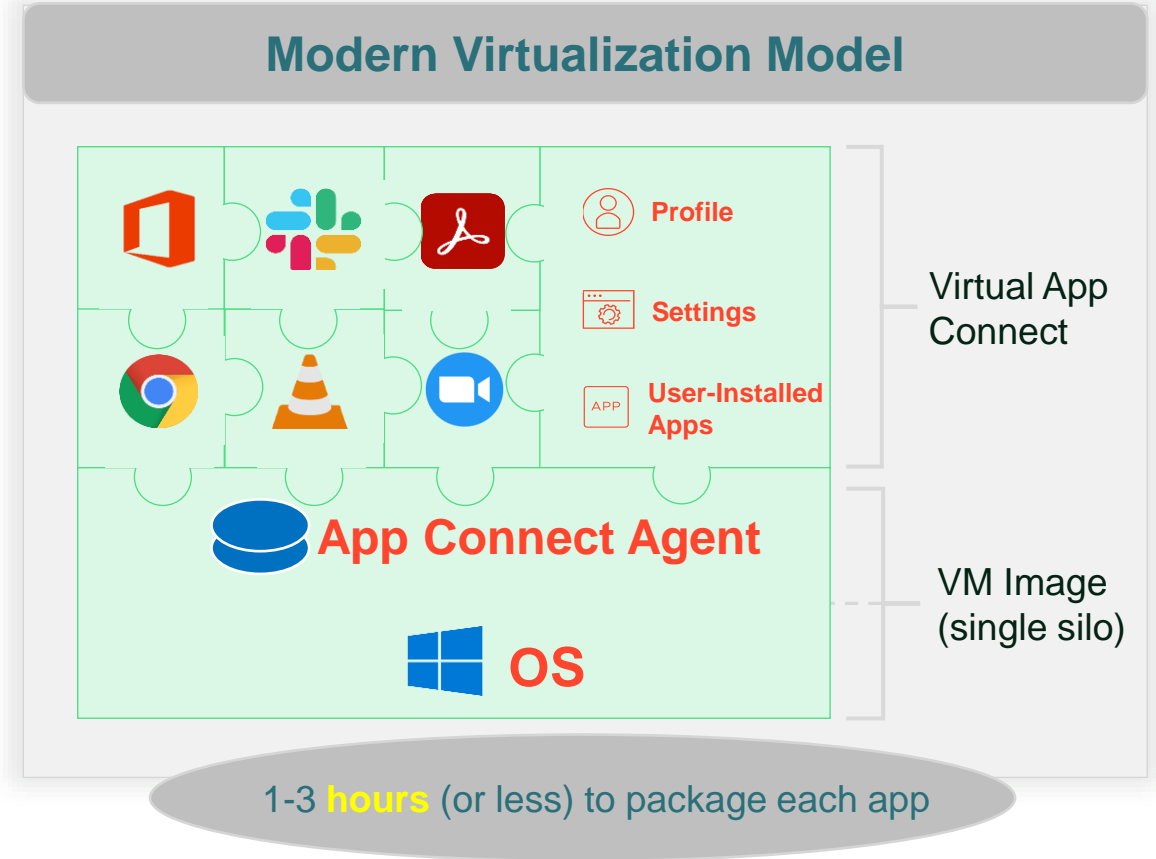 Modern Virtualization Model
Profile
Settings
APP
User-Installed
Apps
Virtual App
Connect
App Connect Agent
OS
VM Image
(single silo)
1-3 hours (or less) to package each app